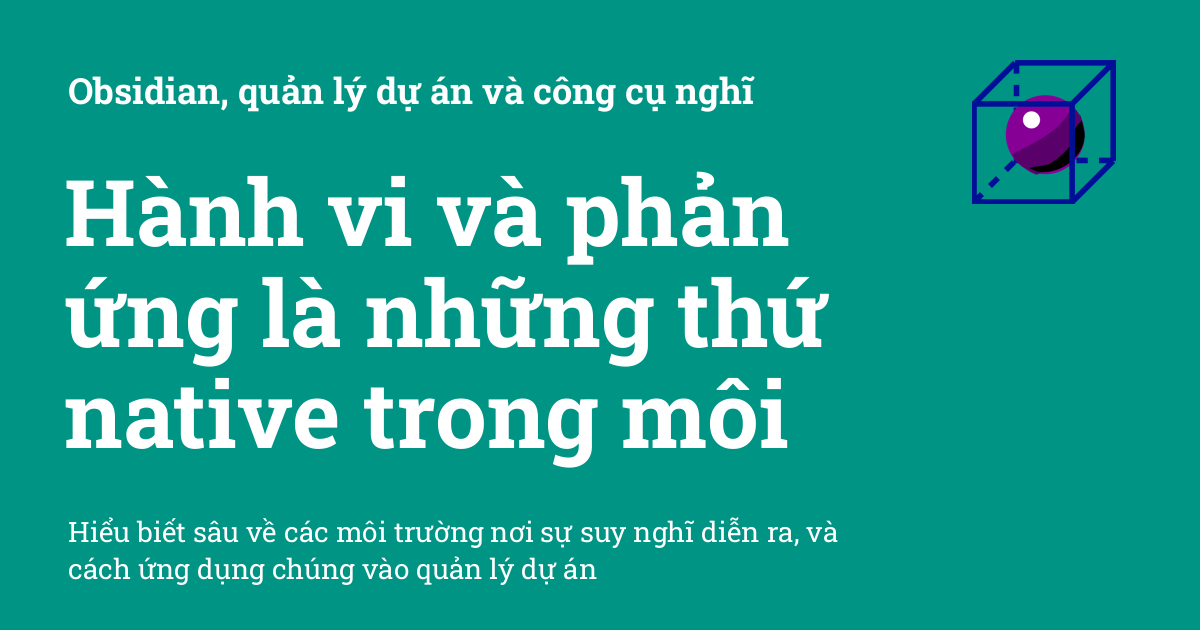 Obsidian, quản lý dự án và công cụ nghĩ
Hành vi và phản
ứng là những thứ
native trong môi
Hiểu biết sâu về các môi trường nơi sự suy nghĩ diễn ra, và
cách ứng dụng chúng vào quản lý dự án